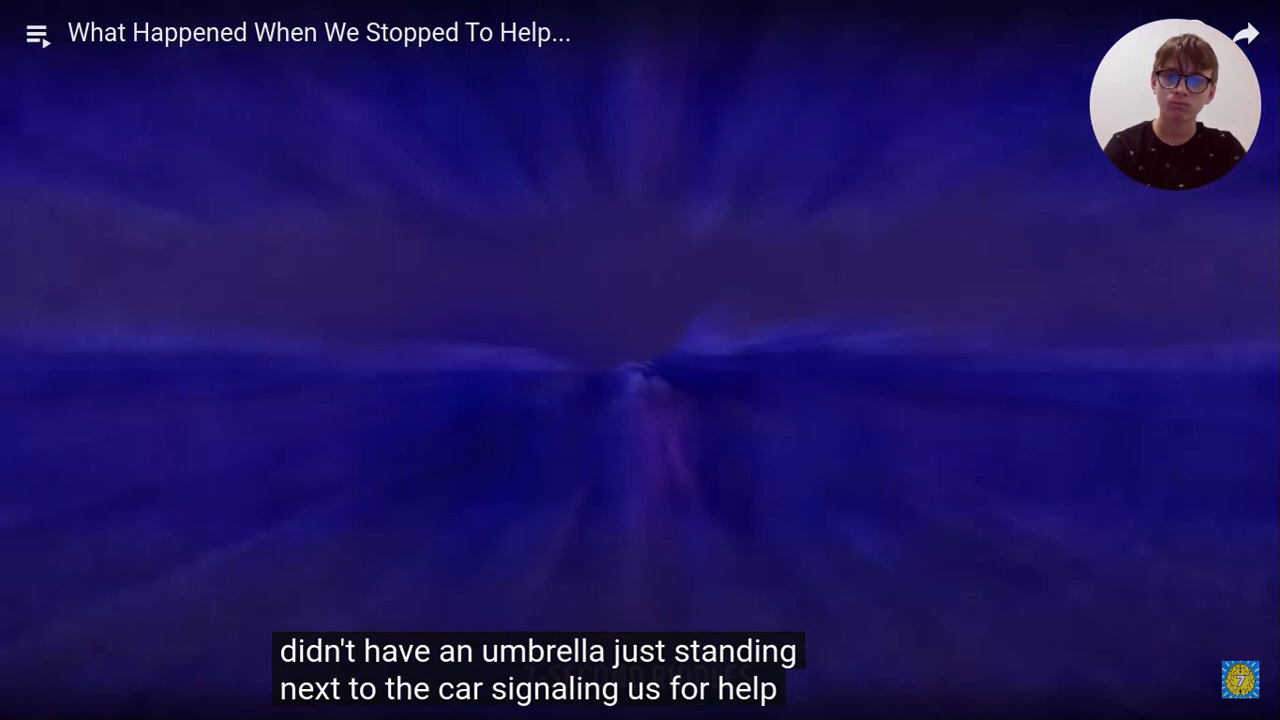 What Happened When We Stopped To Help...
didn't have an umbrella just standing
next to the car signaling us for help
7